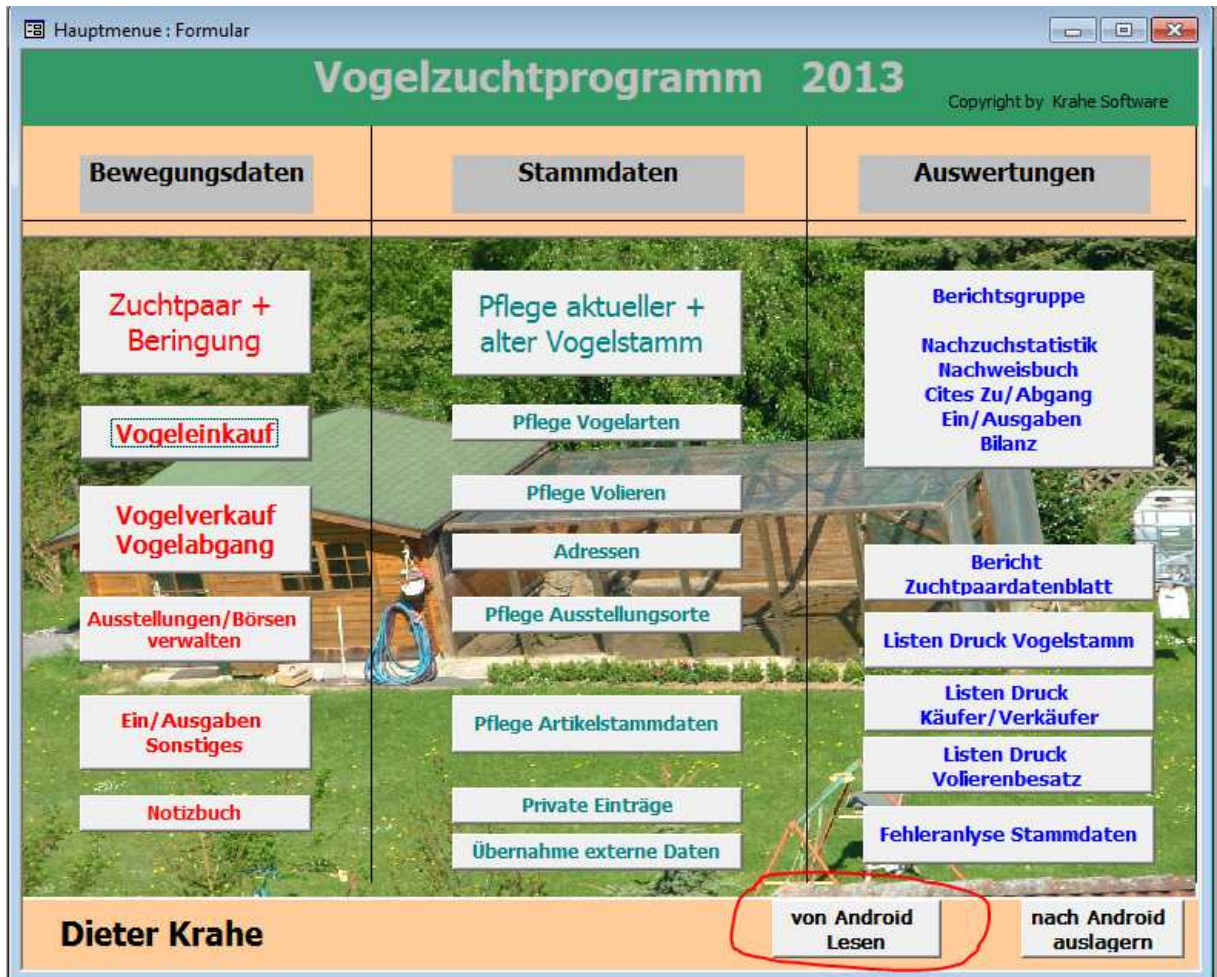 Hauptmenue : Formular
Vogelzuchtprogramm 2013
Copyright by Krahe Software
Bewegungsdaten
Stammdaten
Auswertungen
Zuchtpaar +
Beringung
Vogeleinkauf
Vogelverkauf
Vogelabgang
Ausstellungen/Börsen
verwalten
Ein/Ausgaben
Sonstiges
Notizbuch
Pflege aktueller +
alter Vogelstamm
Pflege Vogelarten
Pflege Volieren
Adressen
Pflege Ausstellungsorte
Pflege Artikelstammdaten
Private Einträge
Übernahme externe Daten
Berichtsgruppe
Nachzuchstatistik
Nachweisbuch
Cites Zu/Abgang
Ein/Ausgaben
Bilanz
Bericht
Zuchtpaardatenblatt
Listen Druck Vogelstamm
Listen Druck
Käufer/Verkäufer
Listen Druck
Volierenbesatz
Fehleranlyse Stammdaten
Dieter Krahe
von Android
Lesen
nach Android
auslagern